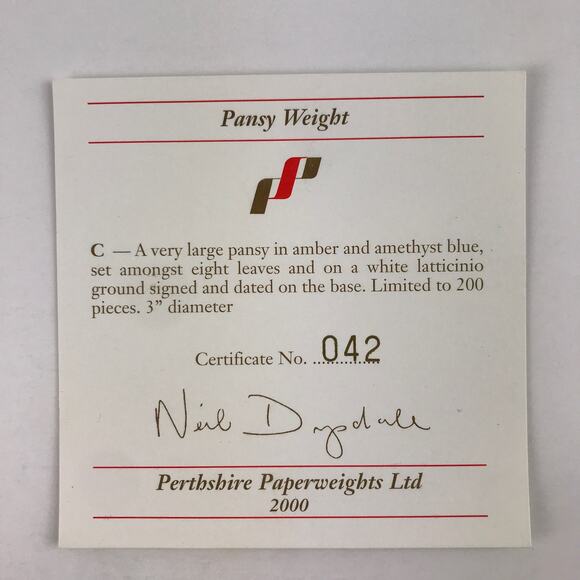 Pansy Weight
C — A very large pansy in amber and amethyst blue,
set amongst eight leaves and on a white latticinio
ground signed and dated on the base. Limited to 200
pieces. 3” diameter
Certificate No. ............ 042
Neil Drysdale
Perthshire Paperweights Ltd
2000